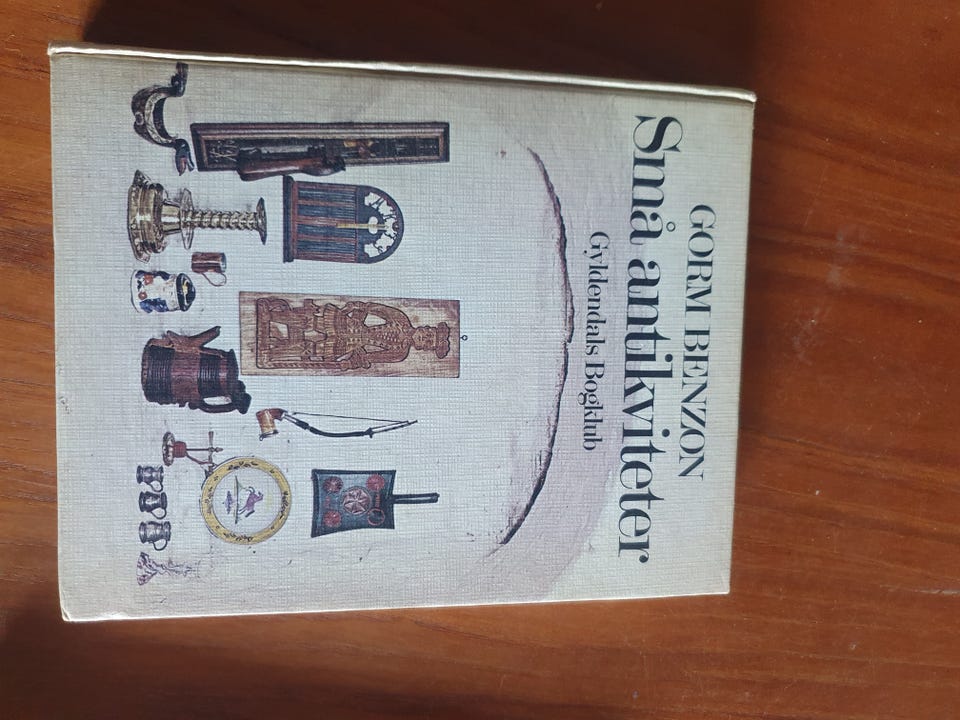 GORM BENZON
Små antikviteter
Gyldendals Bogklub